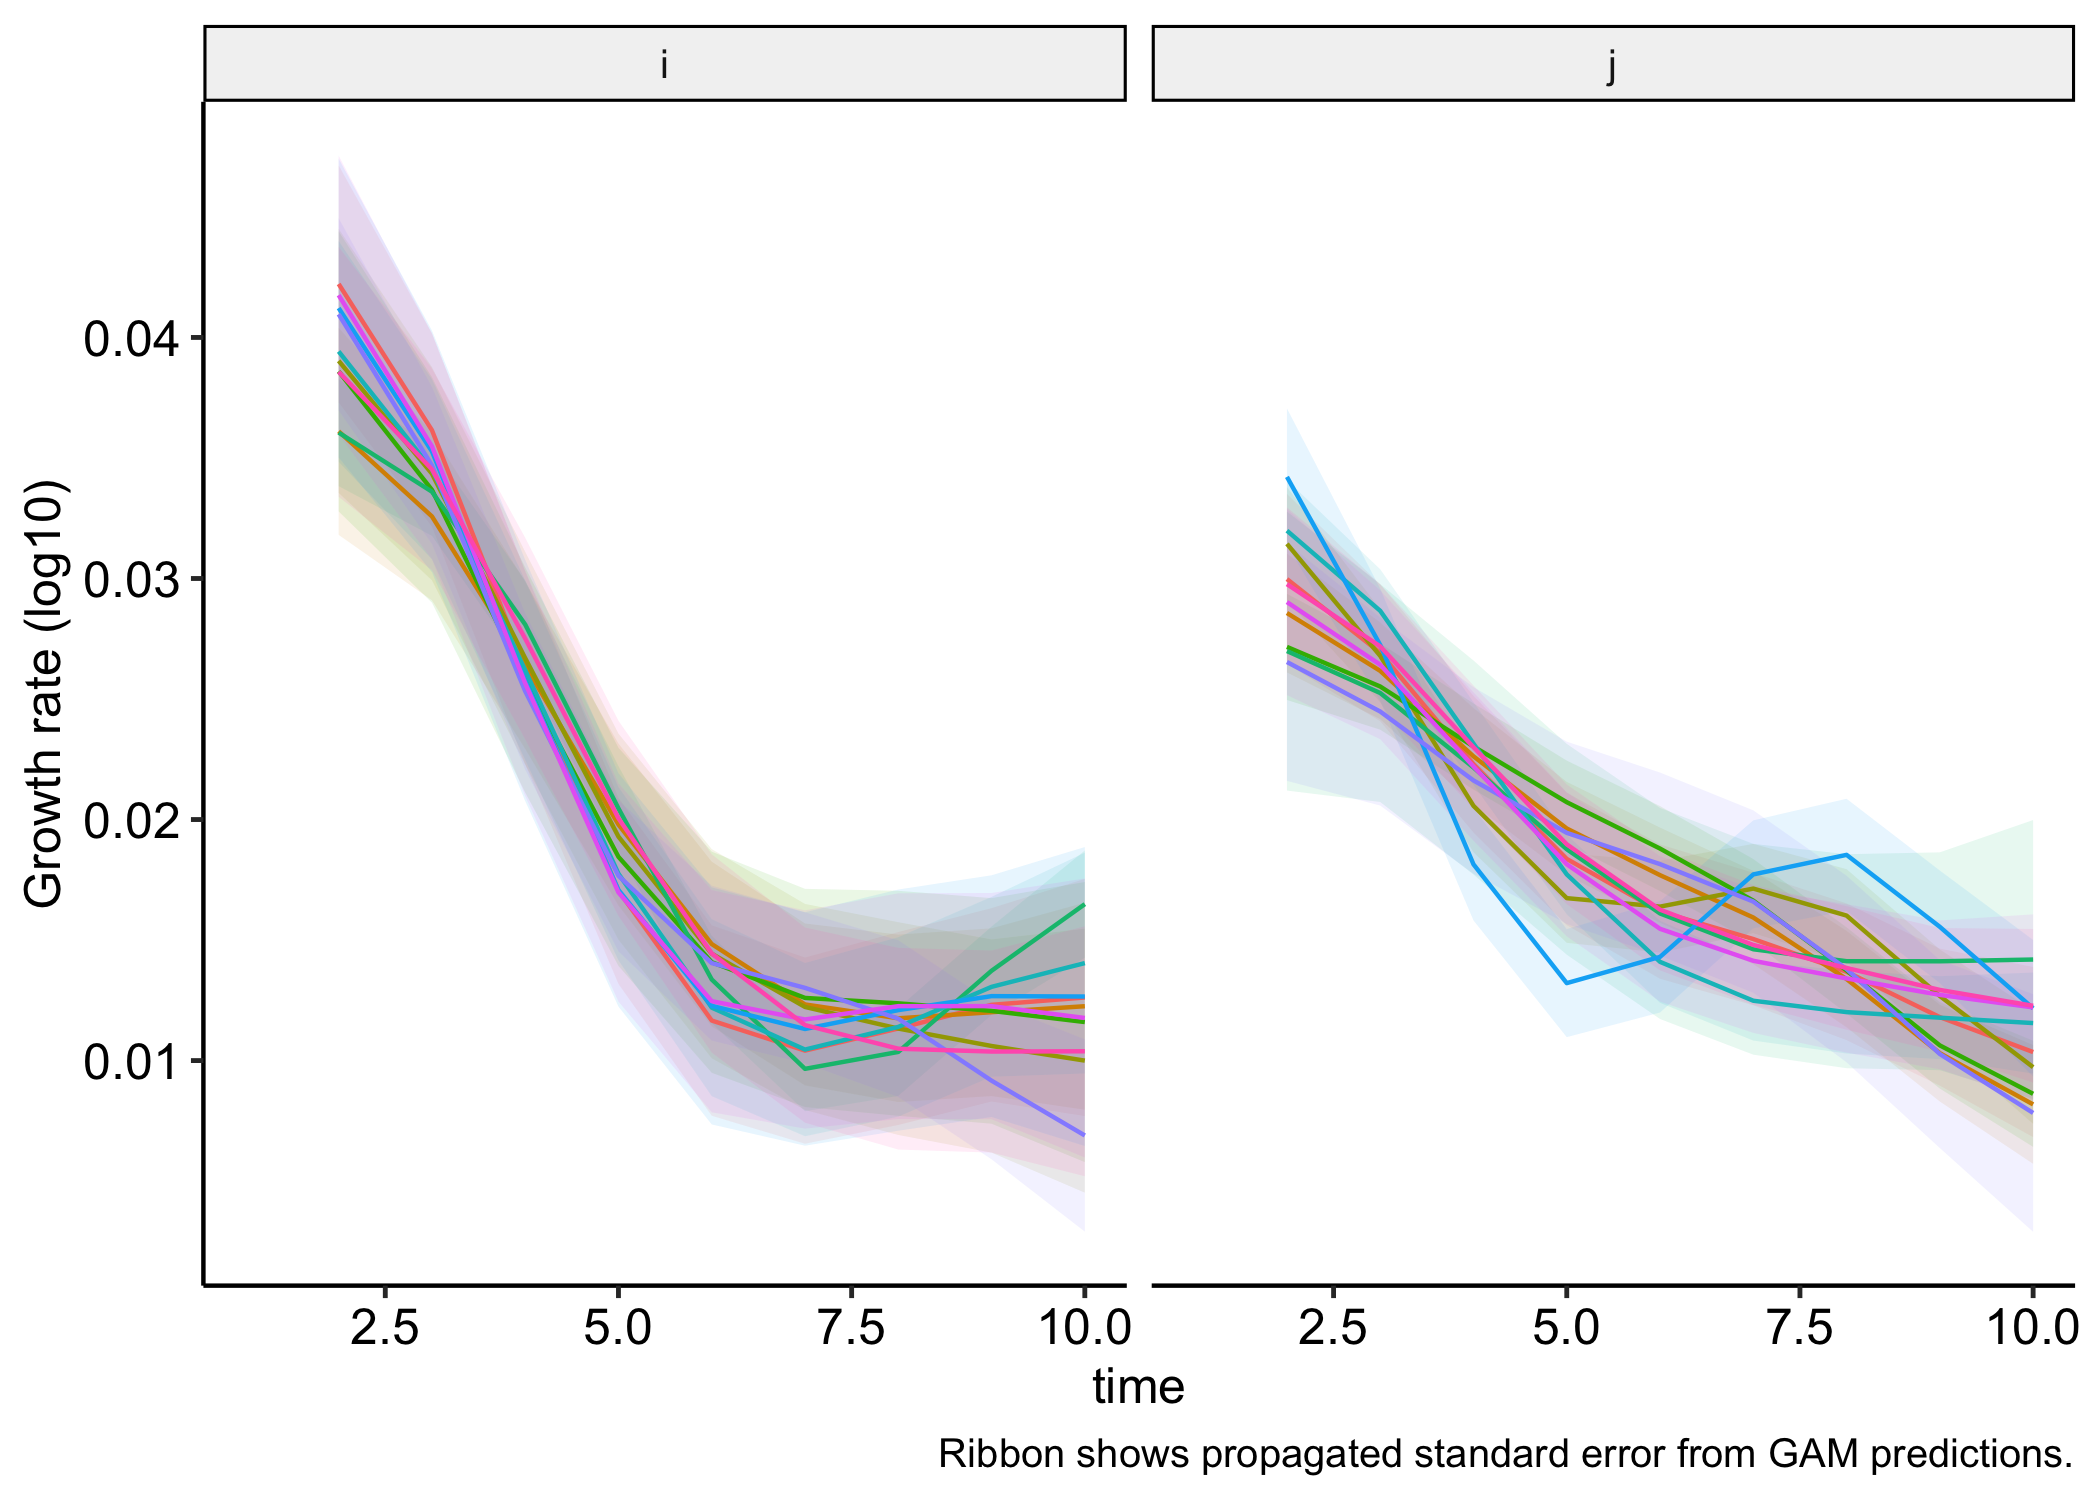 i
j
Growth rate (log10)
0.04
0.03
0.02
0.01
2.5 5.0 7.5 10.0
2.5 5.0 7.5 10.0
time
Ribbon shows propagated standard error from GAM predictions.